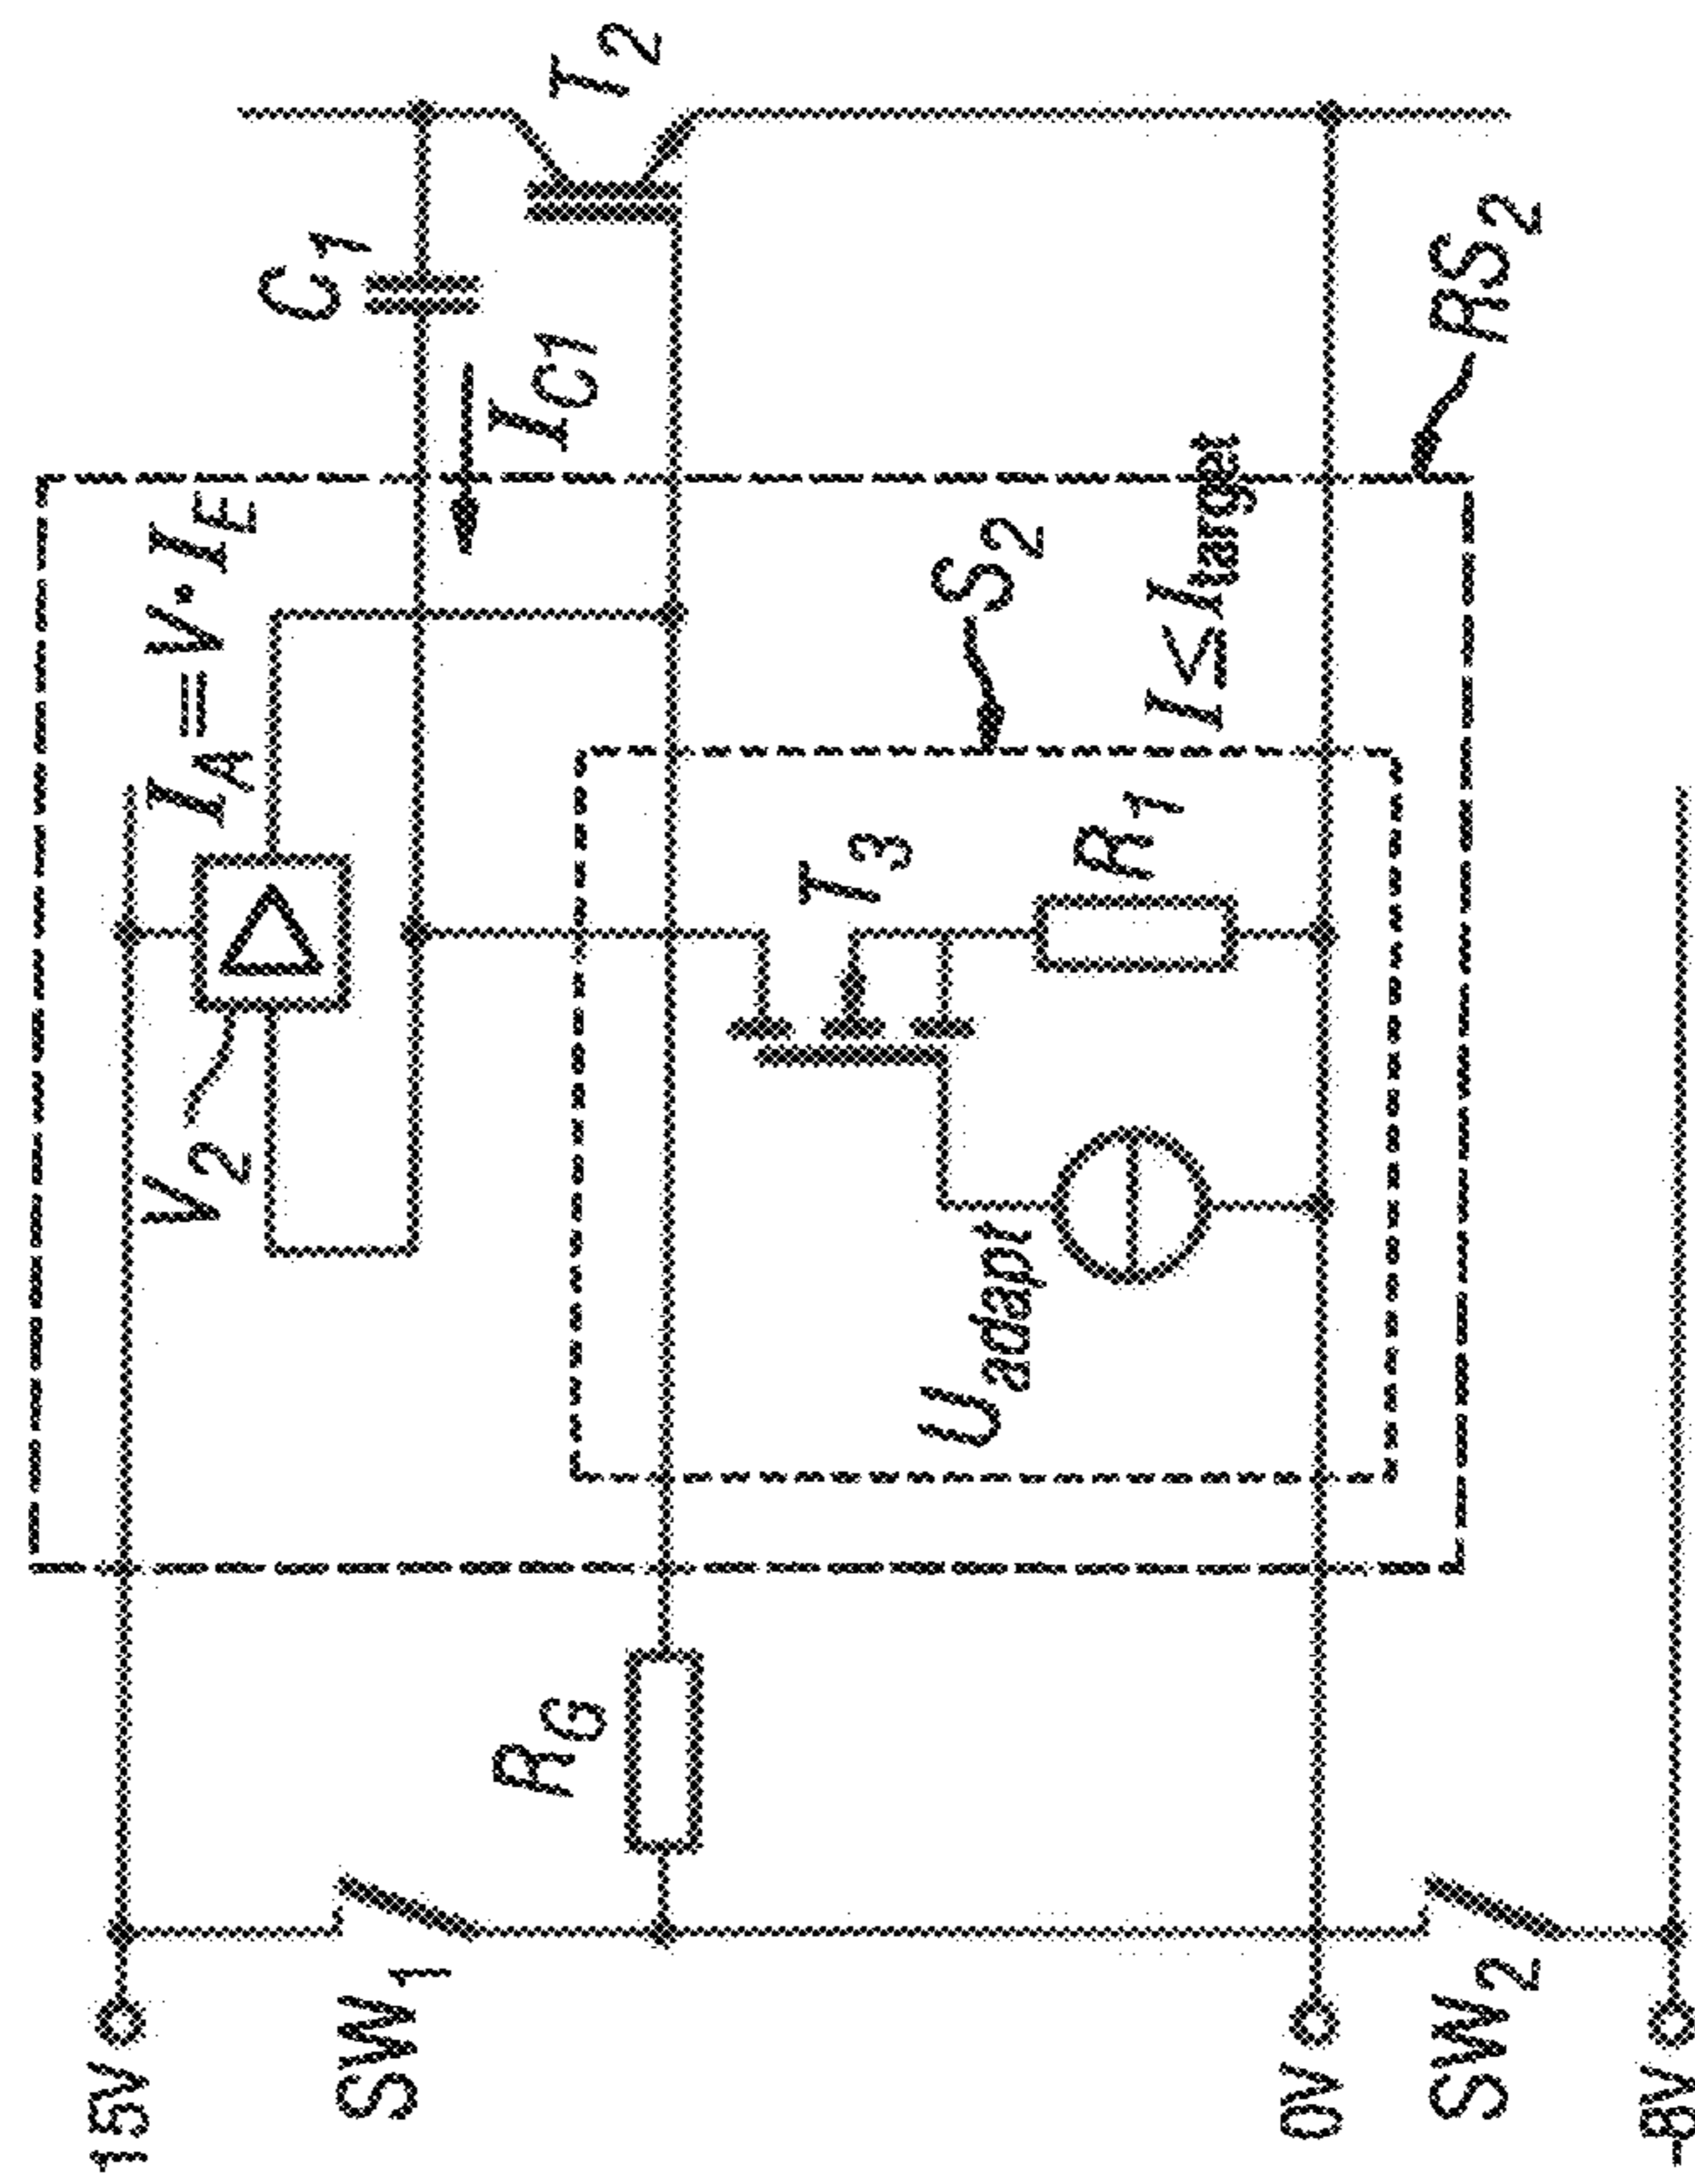 15V
SW1
RG
V2
IA=V·IE
C1
T2
IC1
S2
T3
Uadapt
R1
I≤Itarget
RS2
0V
SW2
-8V